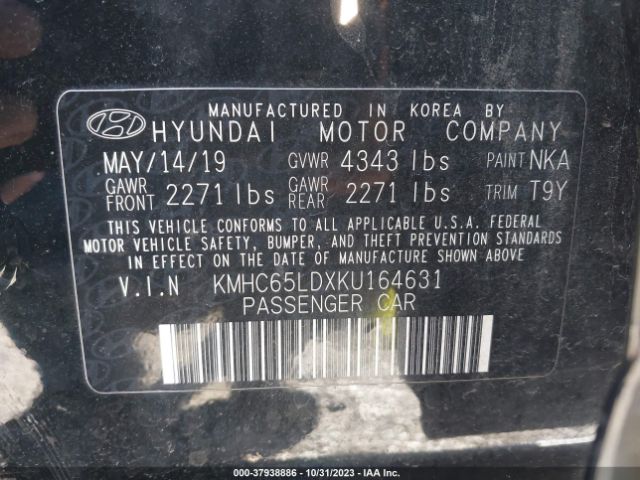 MANUFACTURED IN KOREA BY
HYUNDAI MOTOR COMPANY
MAY/14/19 GVWR 4343 lbs PAINT NKA
GAWR FRONT 2271 lbs GAWR REAR 2271 lbs TRIM T9Y
THIS VEHICLE CONFORMS TO ALL APPLICABLE U.S.A. FEDERAL
MOTOR VEHICLE SAFETY, BUMPER, AND THEFT PREVENTION STANDARDS
IN EFFECT ON THE DATE OF MANUFACTURE SHOWN ABOVE
V.I.N KMHC65LDXKU164631
PASSENGER CAR
000-37938886 - 10/31/2023 - IAA Inc.